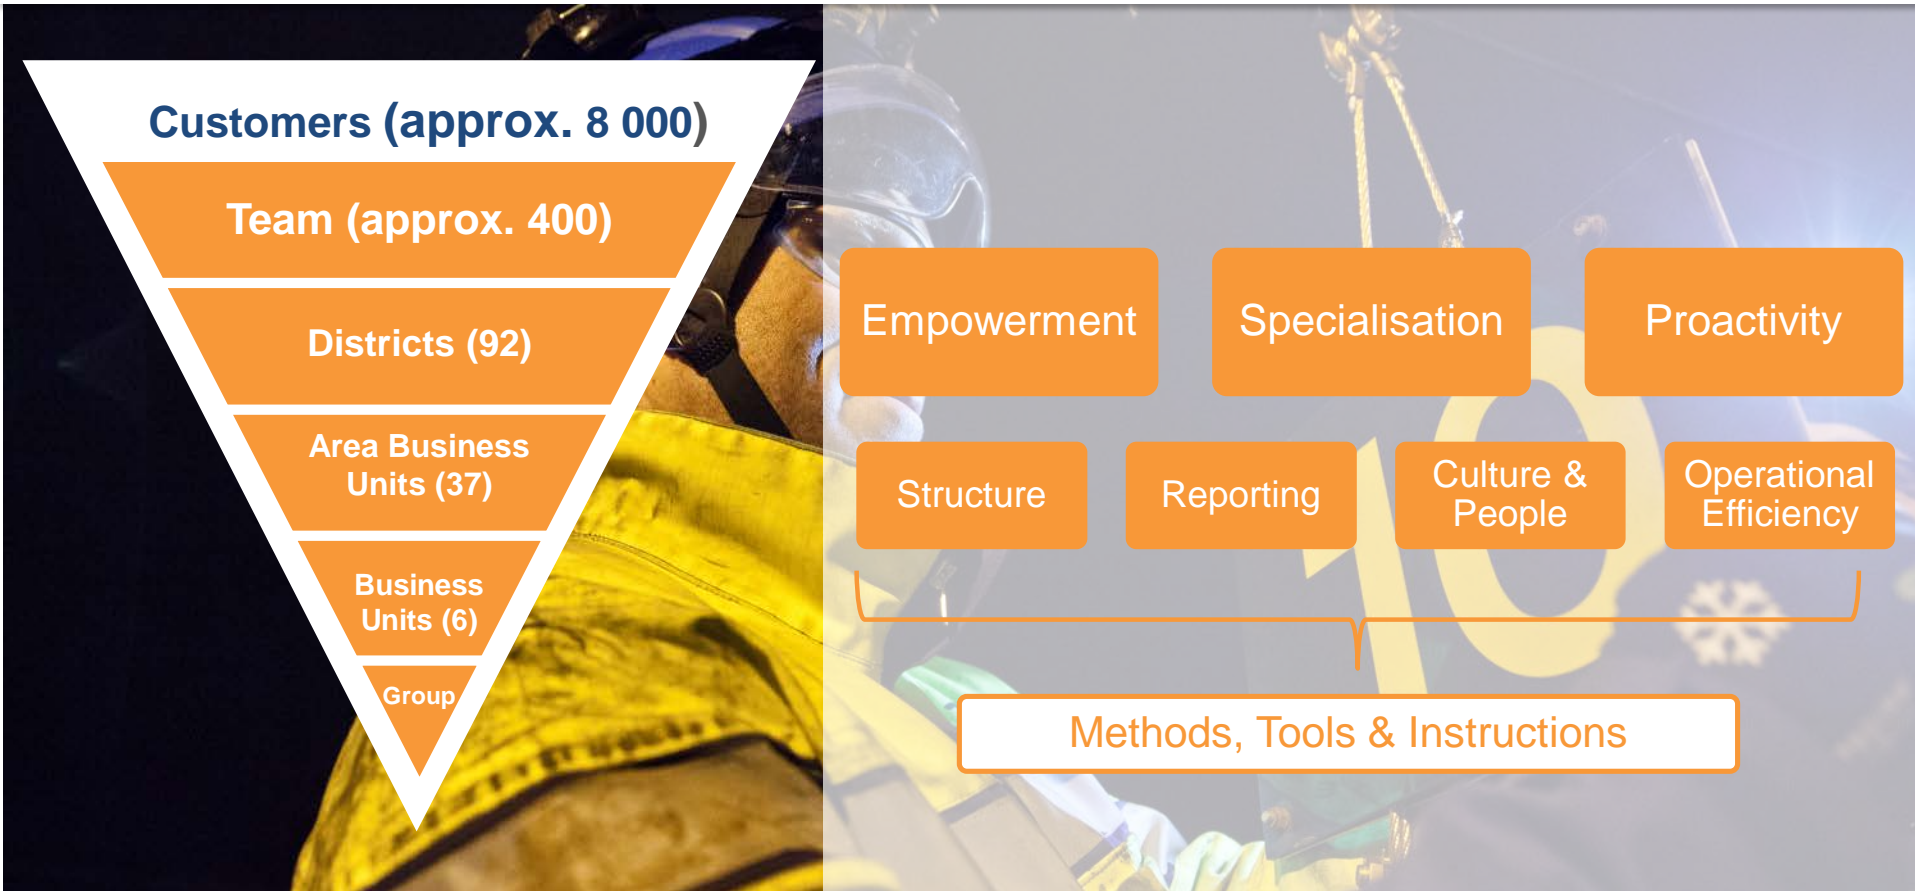 Customers (approx. 8 000)
Team (approx. 400)
Districts (92)
Area Business
Units (37)
Business
Units (6)
Group
Empowerment
Specialisation
Proactivity
Structure
Reporting
Culture &
People
Operational
Efficiency
Methods, Tools & Instructions
10